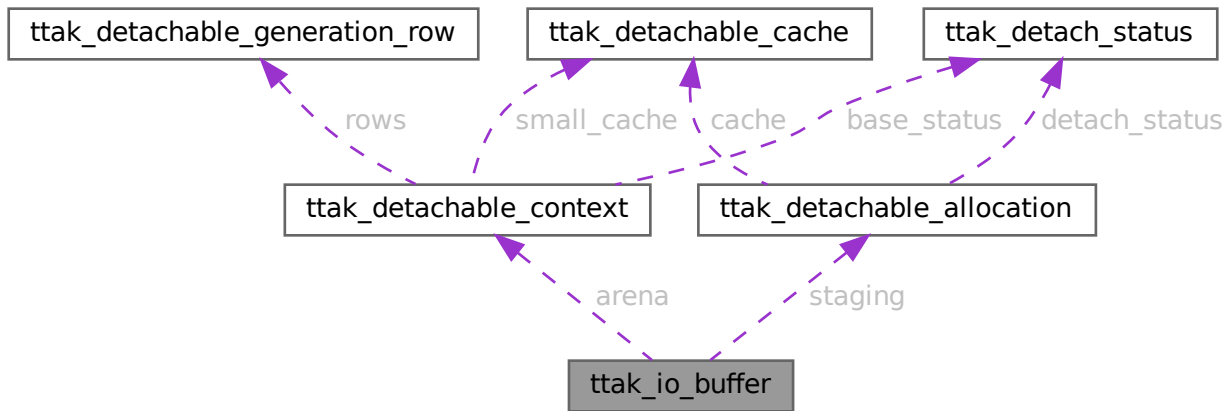 ttak_detachable_generation_row
ttak_detachable_cache
ttak_detach_status
rows
small_cache
cache
base_status
detach_status
ttak_detachable_context
ttak_detachable_allocation
arena
staging
ttak_io_buffer